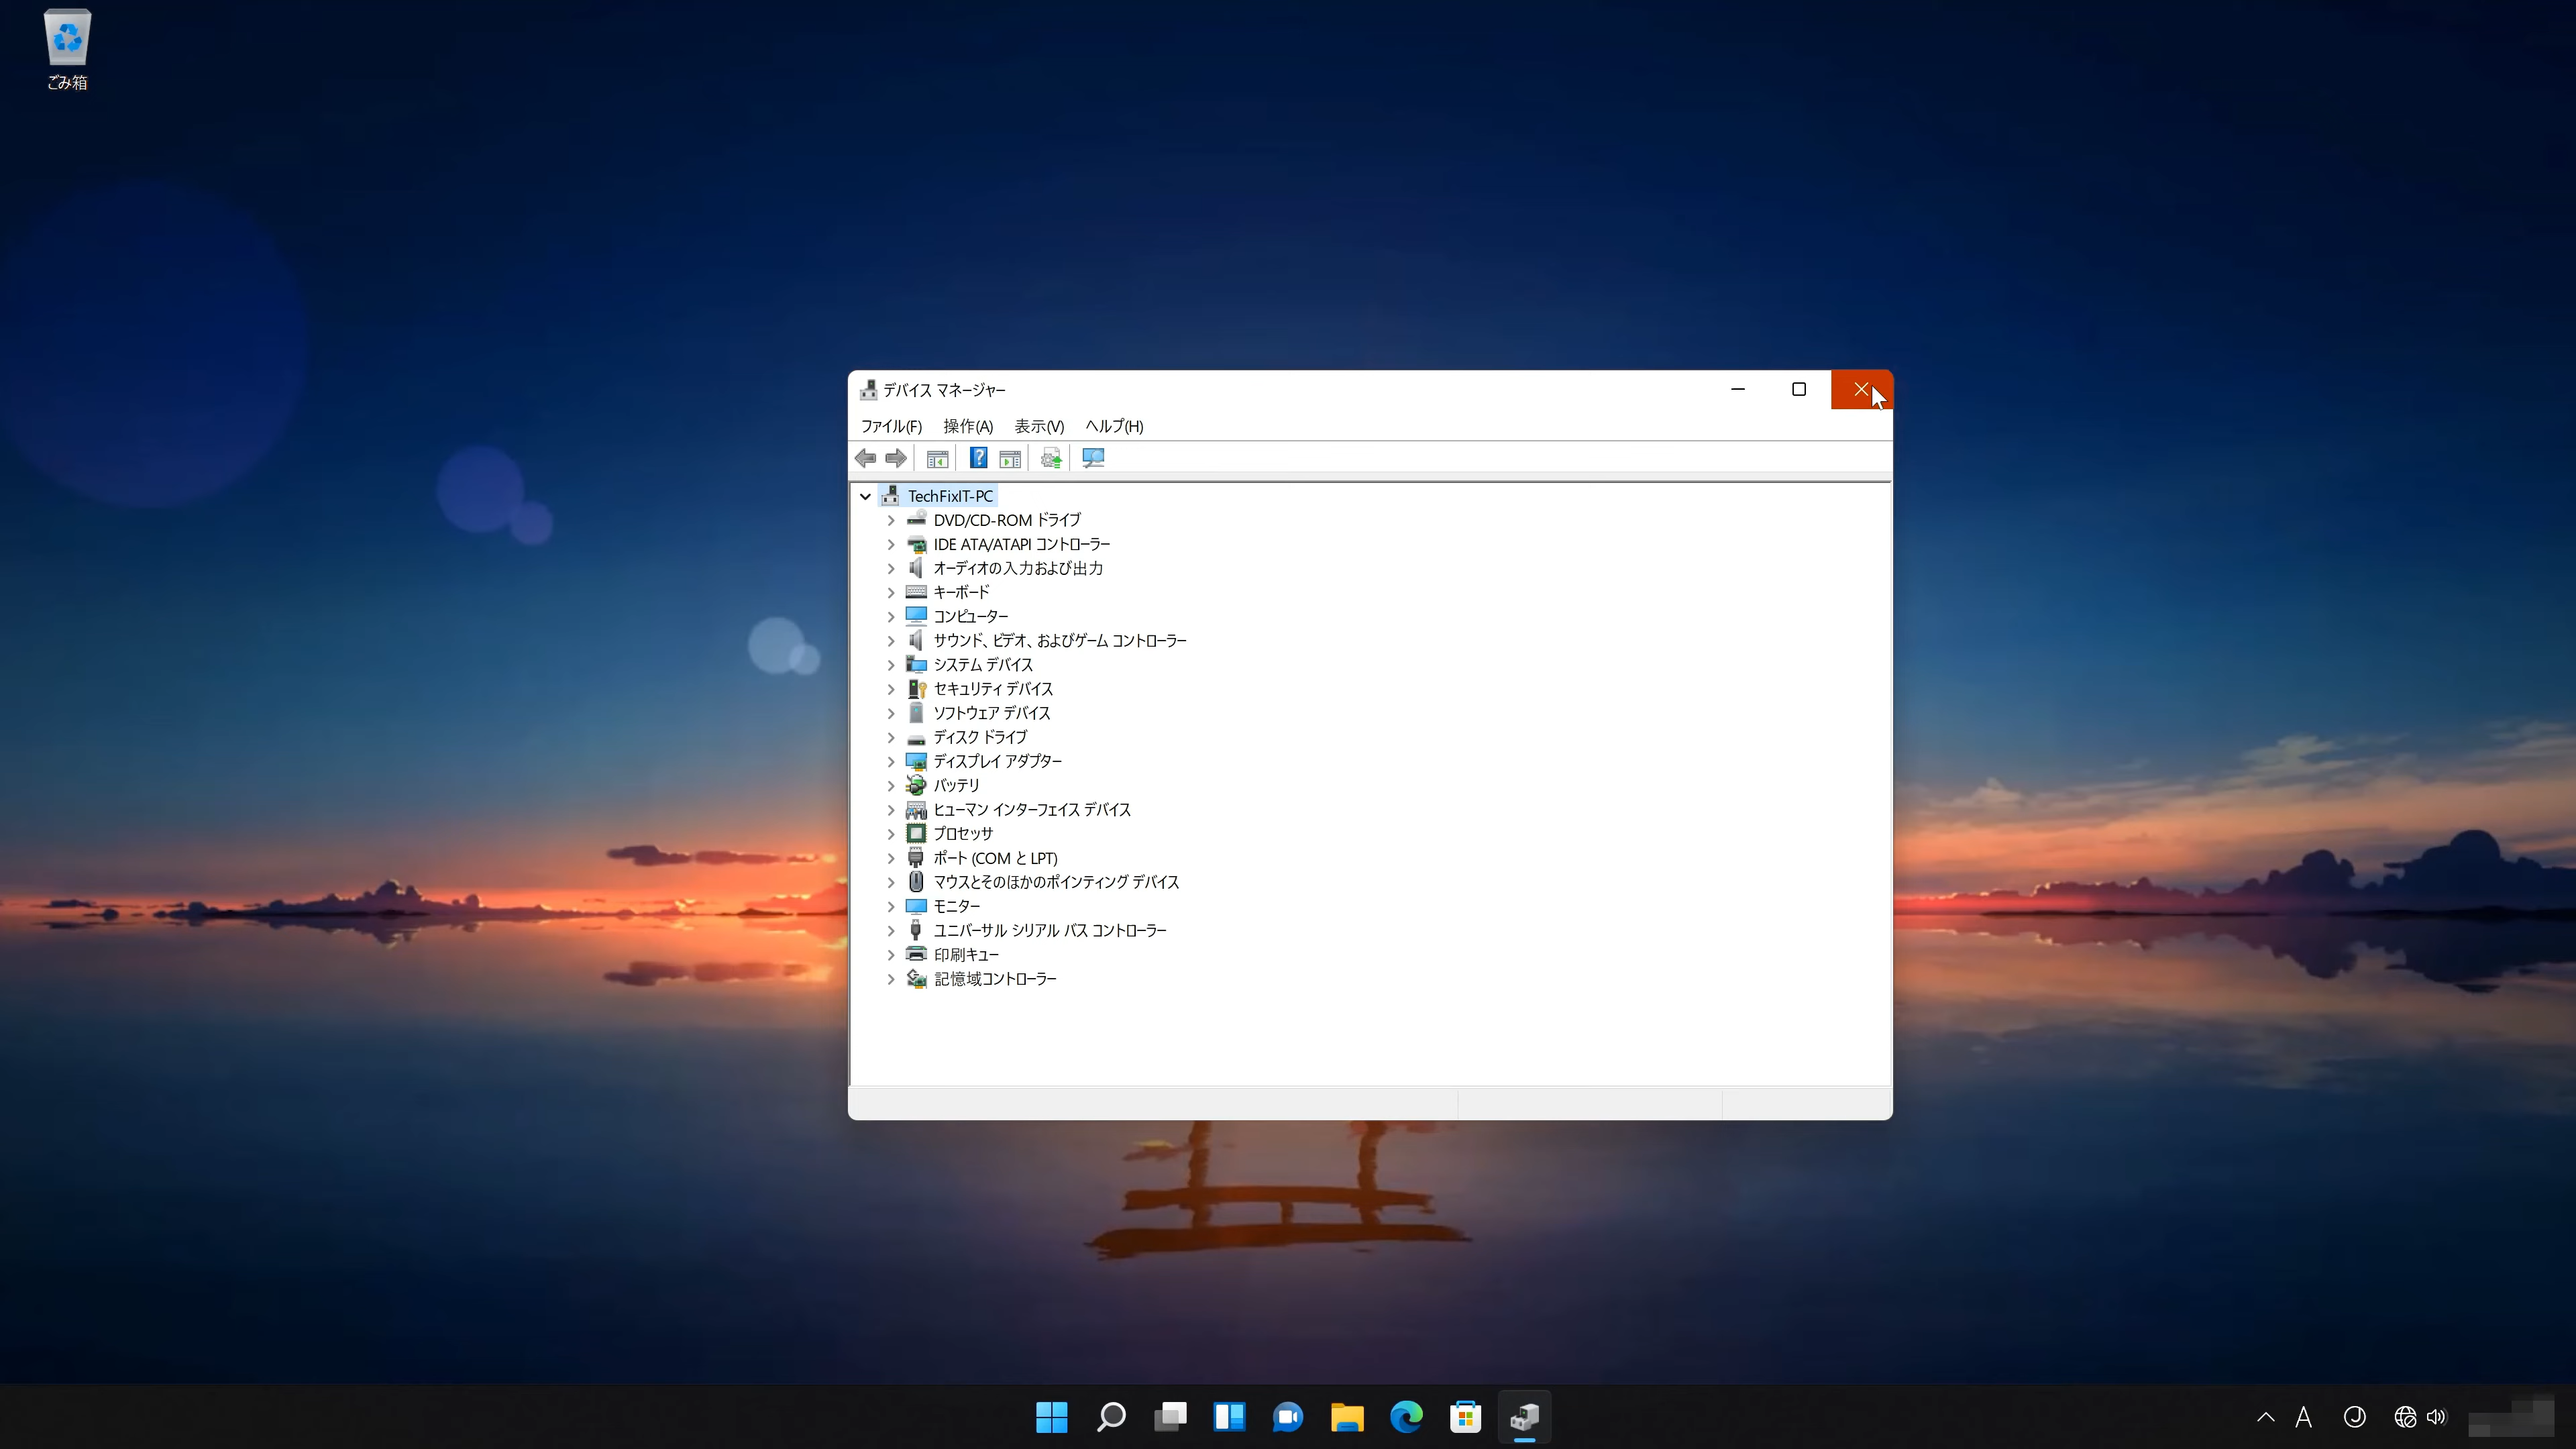 ごみ箱
デバイス マネージャー
ファイル(F) 操作(A) 表示(V) ヘルプ(H)
TechFixIT-PC
DVD/CD-ROM ドライブ
IDE ATA/ATAPI コントローラー
オーディオの入力および出力
キーボード
コンピューター
サウンド、ビデオ、およびゲーム コントローラー
システム デバイス
セキュリティ デバイス
ソフトウェア デバイス
ディスク ドライブ
ディスプレイ アダプター
バッテリ
ヒューマン インターフェイス デバイス
プロセッサ
ポート (COM と LPT)
マウスとそのほかのポインティング デバイス
モニター
ユニバーサル シリアル バス コントローラー
印刷キュー
記憶域コントローラー
A